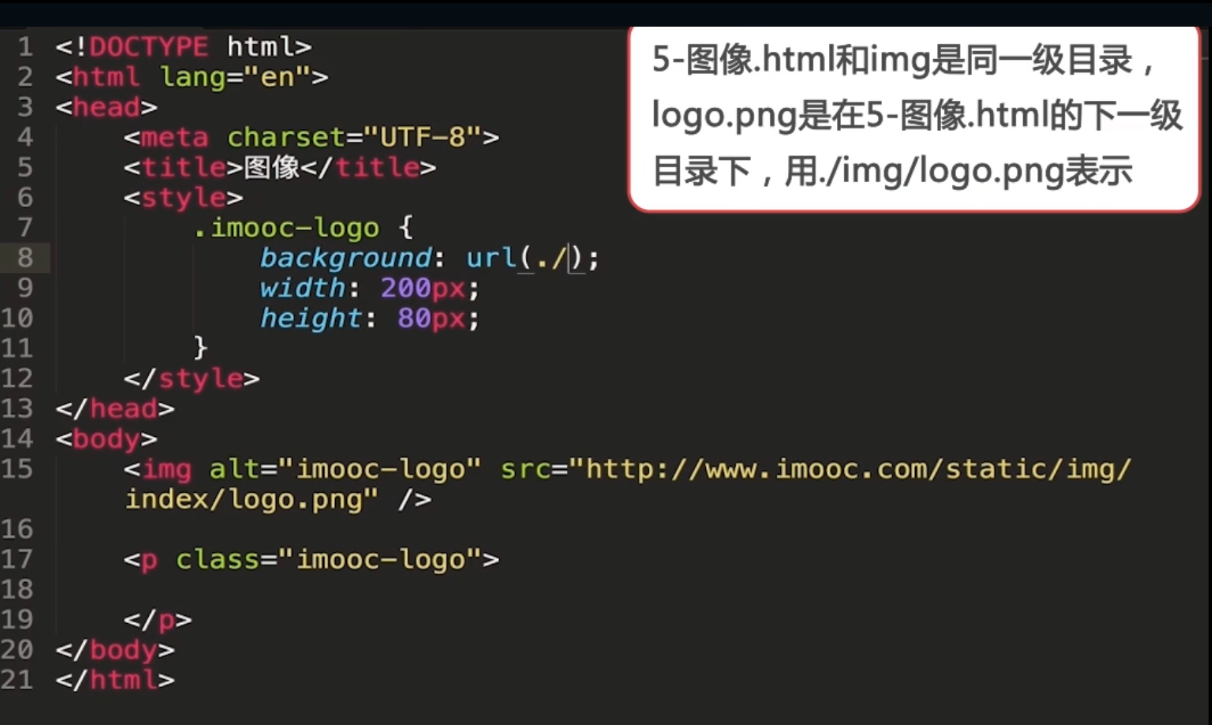 1 <!DOCTYPE html>
2 <html lang="en">
3 <head>
4 <meta charset="UTF-8">
5 <title>图像</title>
6 <style>
7 .imooc-logo {
8 background: url(./);
9 width: 200px;
10 height: 80px;
11 }
12 </style>
13 </head>
14 <body>
15 <img alt="imooc-logo" src="http://www.imooc.com/static/img/
index/logo.png" />
16
17 <p class="imooc-logo">
18
19 </p>
20 </body>
21 </html>
5-图像.html和img是同一级目录，
logo.png是在5-图像.html的下一级
目录下，用./img/logo.png表示